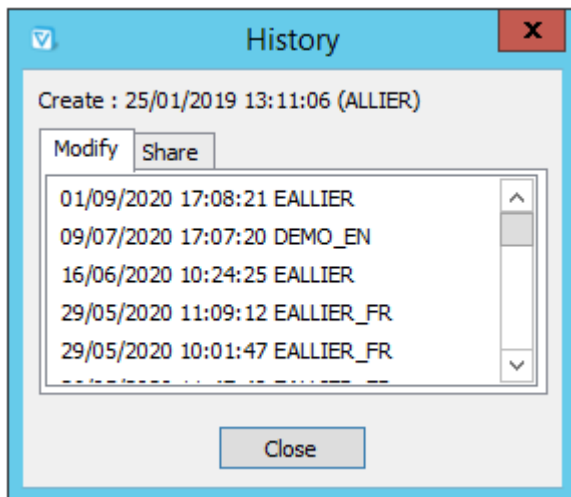 History
Create : 25/01/2019 13:11:06 (ALLIER)
Modify Share
01/09/2020 17:08:21 EALLIER
09/07/2020 17:07:20 DEMO_EN
16/06/2020 10:24:25 EALLIER
29/05/2020 11:09:12 EALLIER_FR
29/05/2020 10:01:47 EALLIER_FR
Close